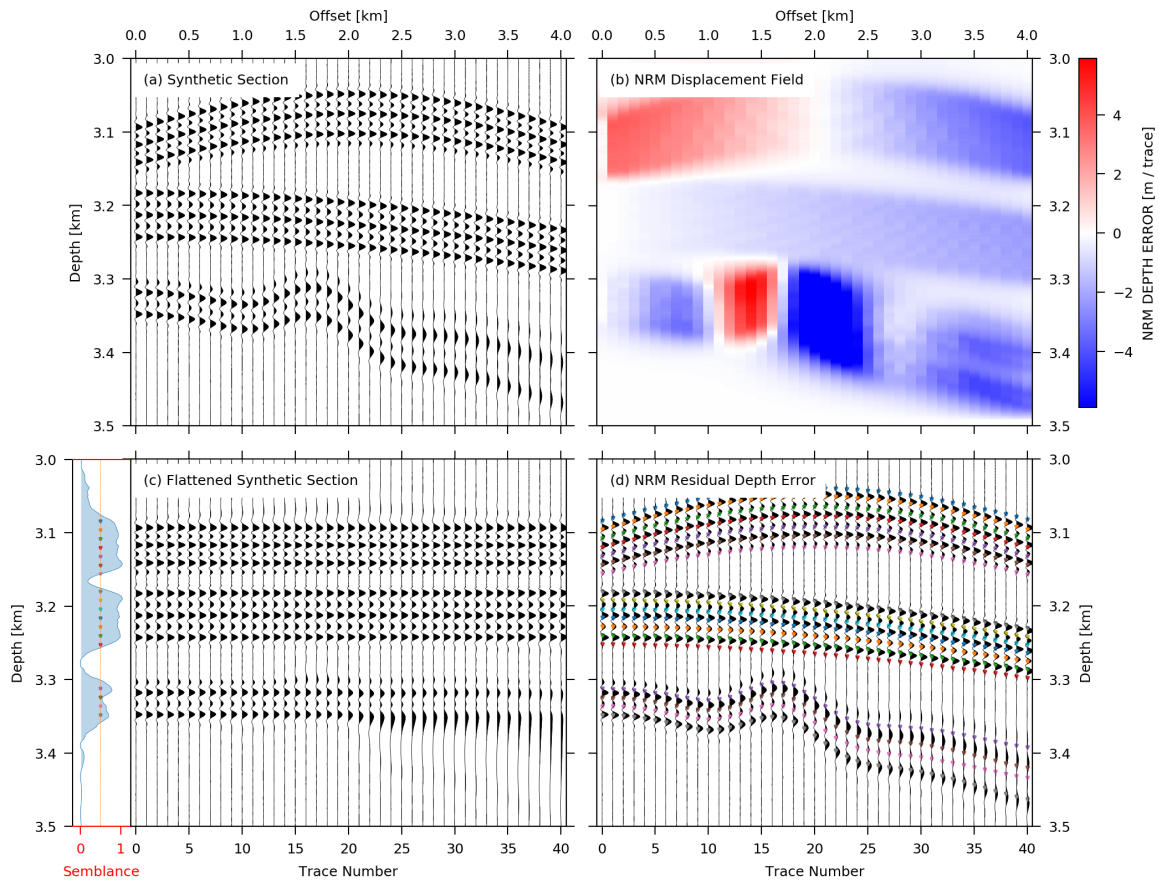 Offset [km] Offset [km]
0.0 0.5 1.0 1.5 2.0 2.5 3.0 3.5 4.0 0.0 0.5 1.0 1.5 2.0 2.5 3.0 3.5 4.0
(a) Synthetic Section
(b) NRM Displacement Field
3.0
3.1
3.2
3.3
3.4
3.5
Depth [km]
3.0
3.1
3.2
3.3
3.4
3.5
4
2
0
−2
−4
NRM DEPTH ERROR [m / trace]
(c) Flattened Synthetic Section
(d) NRM Residual Depth Error
3.0
3.1
3.2
3.3
3.4
3.5
Depth [km]
3.0
3.1
3.2
3.3
3.4
3.5
Depth [km]
0 1 0 5 10 15 20 25 30 35 40 0 5 10 15 20 25 30 35 40
Semblance Trace Number Trace Number